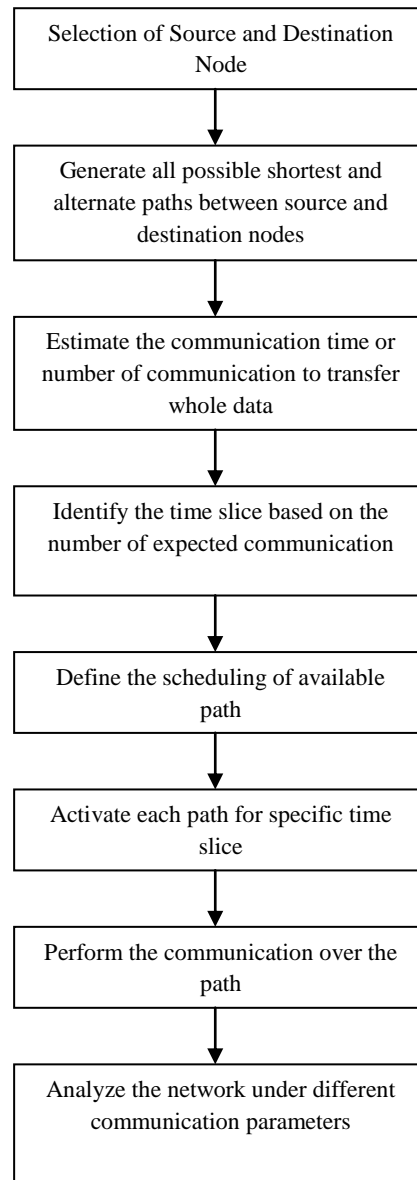 Selection of Source and Destination
Node
Generate all possible shortest and
alternate paths between source and
destination nodes
Estimate the communication time or
number of communication to transfer
whole data
Identify the time slice based on the
number of expected communication
Define the scheduling of available
path
Activate each path for specific time
slice
Perform the communication over the
path
Analyze the network under different
communication parameters